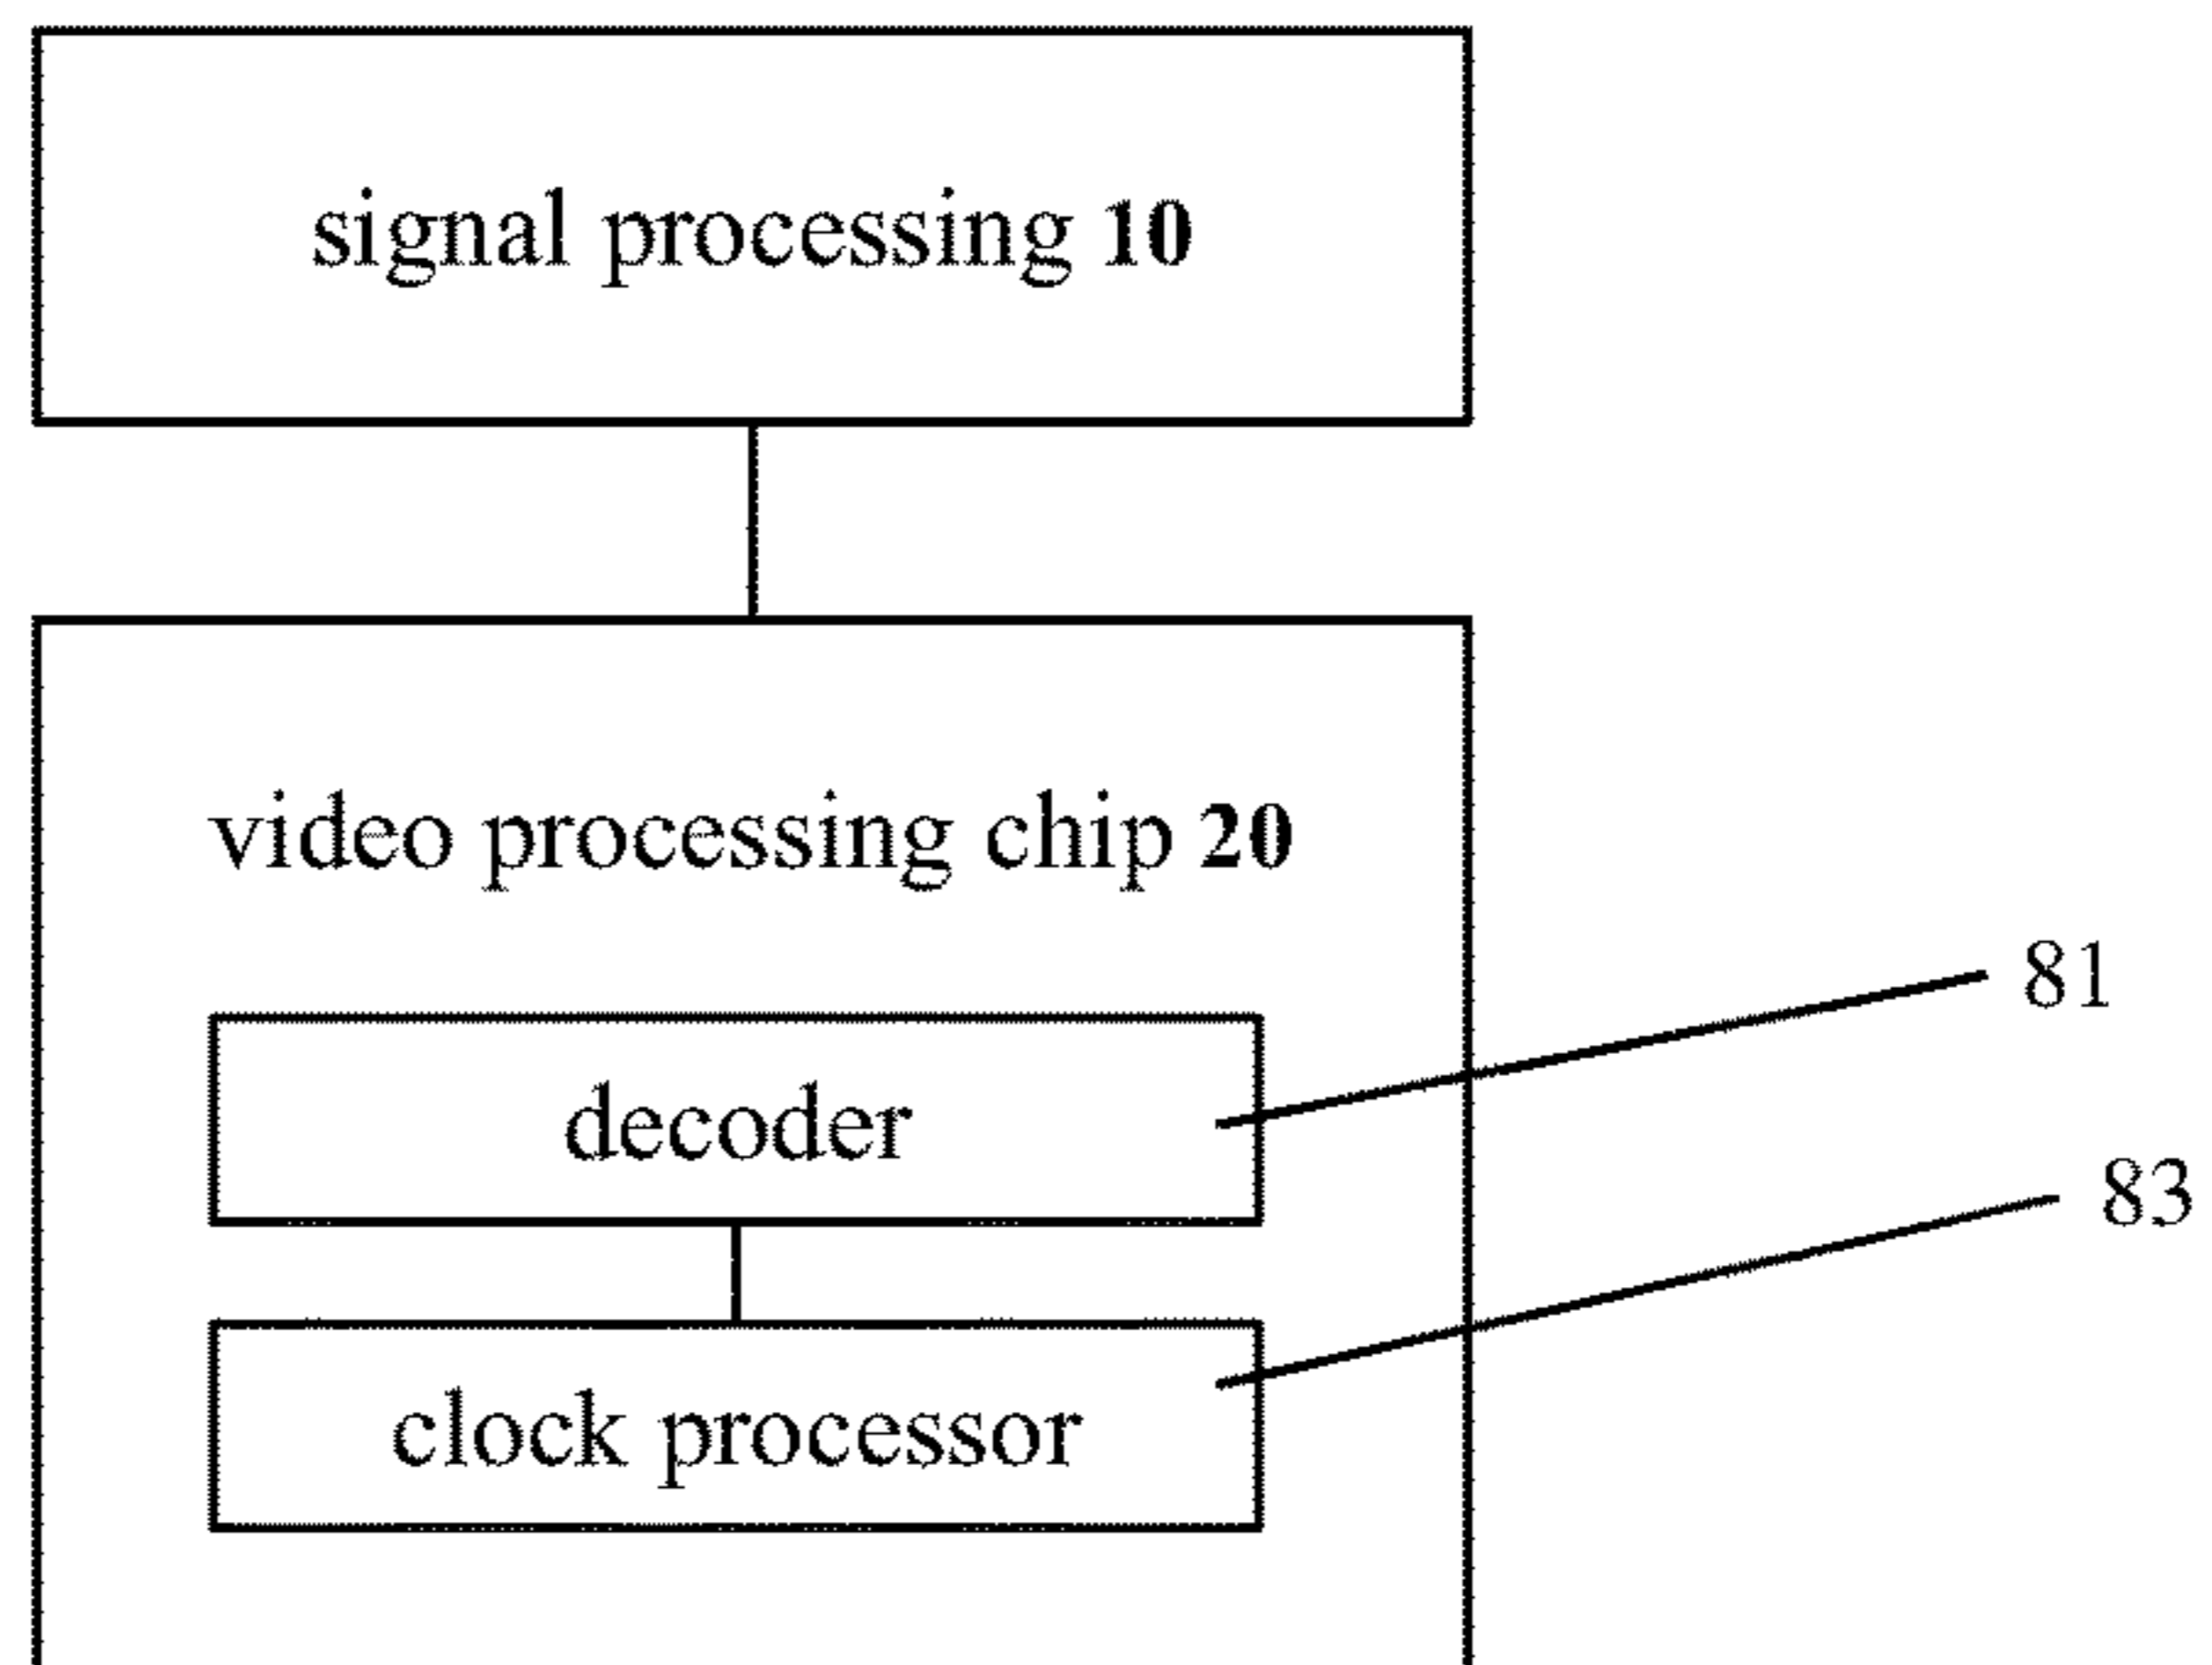 signal processing 10
video processing chip 20
81
decoder
83
clock processor